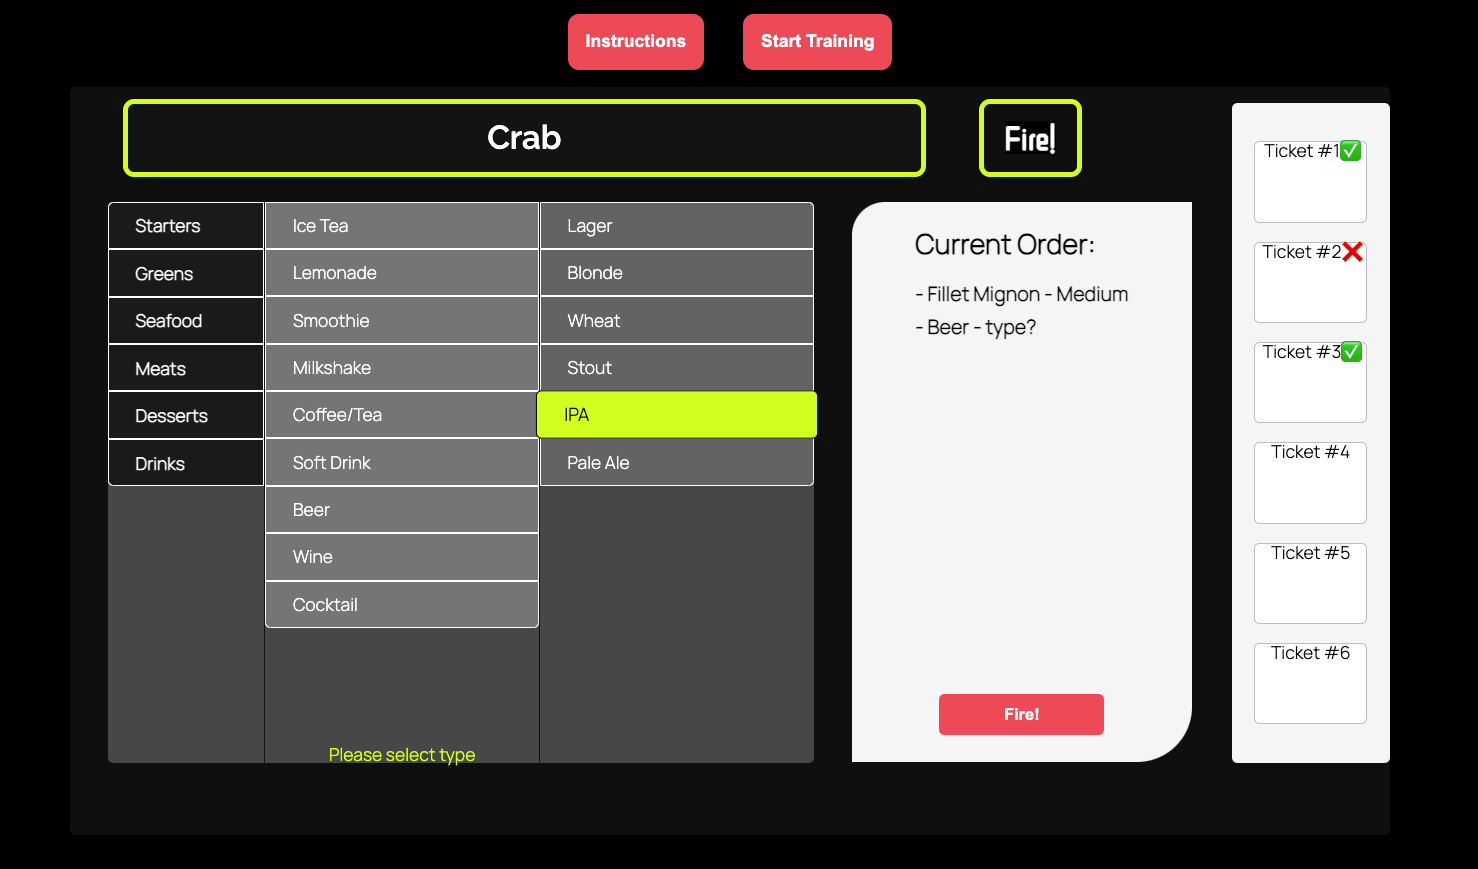 Instructions
Start Training
Crab
Fire!
Starters
Greens
Seafood
Meats
Desserts
Drinks
Ice Tea
Lemonade
Smoothie
Milkshake
Coffee/Tea
Soft Drink
Beer
Wine
Cocktail
Please select type
Lager
Blonde
Wheat
Stout
IPA
Pale Ale
Current Order:
- Fillet Mignon - Medium
- Beer - type?
Fire!
Ticket #1✅
Ticket #2❌
Ticket #3✅
Ticket #4
Ticket #5
Ticket #6